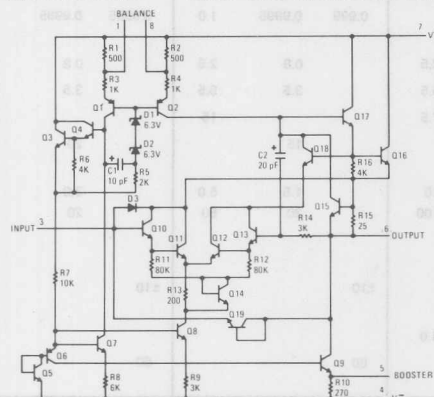 BALANCE
1 8
7 V
R1
500
R2
500
R3
1K
R4
1K
Q1
Q2
D1
6.3V
Q3
Q4
Q17
D2
6.3V
Q18
Q16
R6
4K
C1
10 pF
R5
2K
C2
20 pF
R16
4K
D3
Q15
INPUT 3
Q10
Q11
Q12
Q13
R14
3K
R15
25
6 OUTPUT
R11
80K
R12
80K
R7
10K
R13
200
Q14
Q19
Q8
Q6
Q7
Q5
Q9
5
BOOSTER
R8
6K
R9
3K
R10
270
4